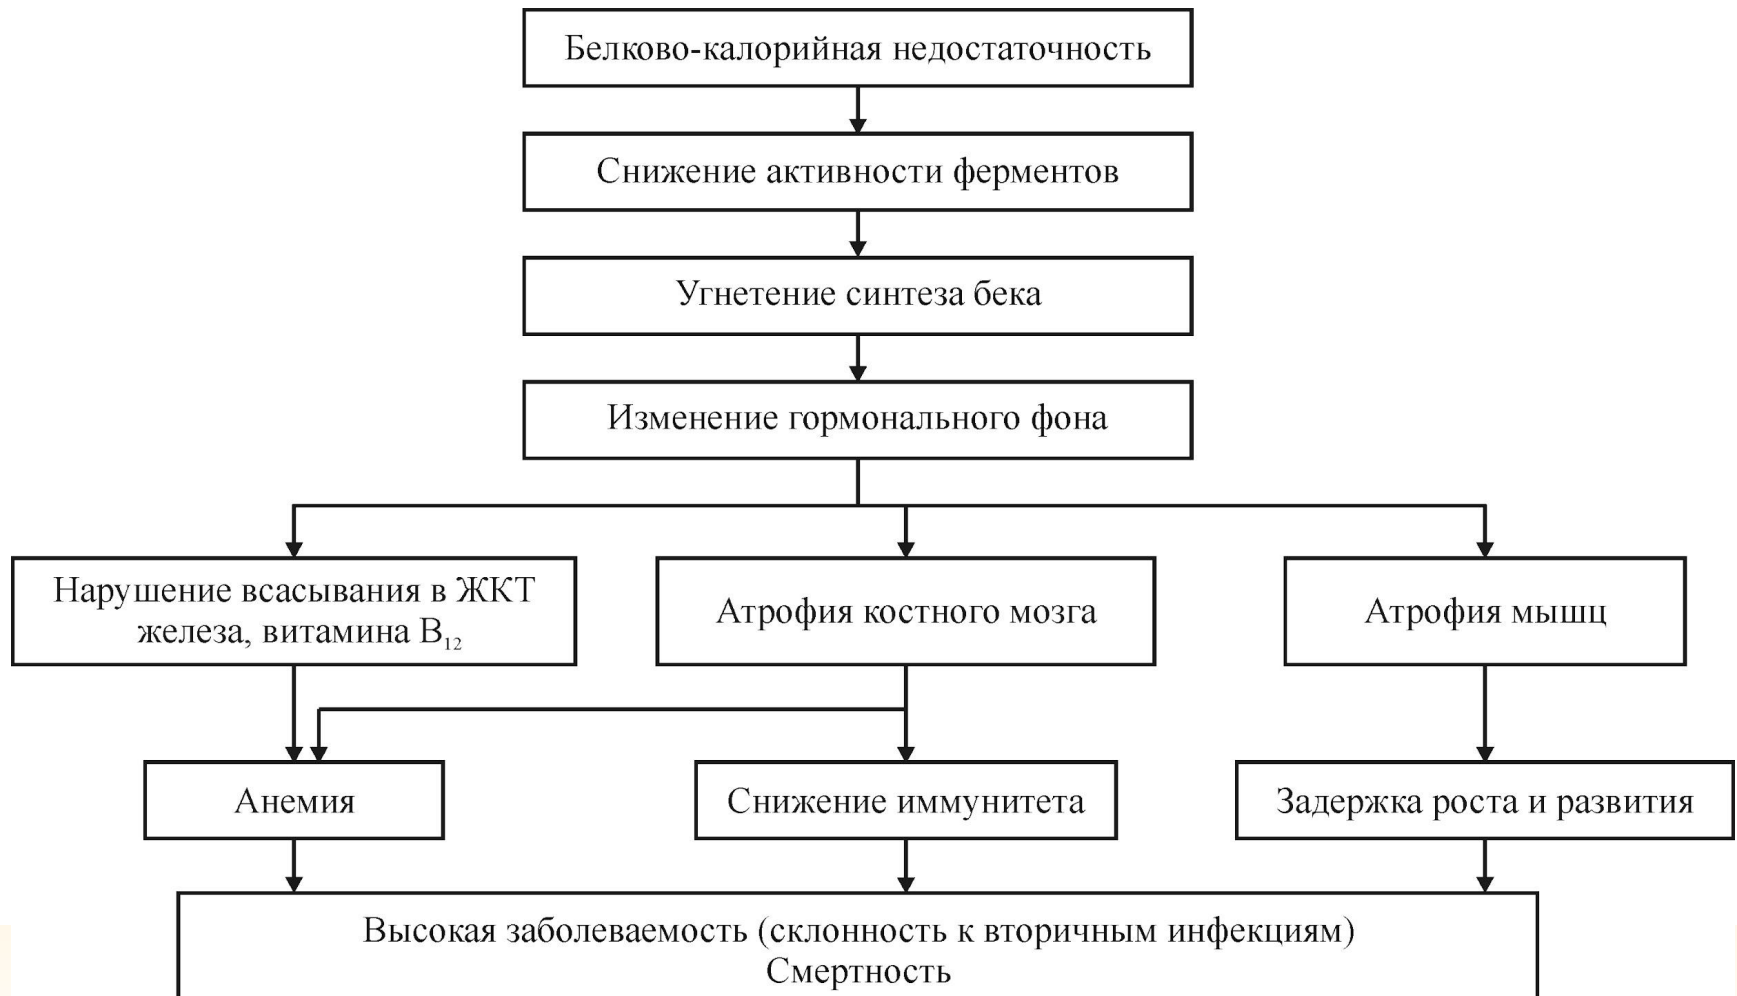 Белково-калорийная недостаточность
Снижение активности ферментов
Угнетение синтеза бека
Изменение гормонального фона
Нарушение всасывания в ЖКТ
железа, витамина В₁₂
Атрофия костного мозга
Атрофия мышц
Анемия
Снижение иммунитета
Задержка роста и развития
Высокая заболеваемость (склонность к вторичным инфекциям)
Смертность